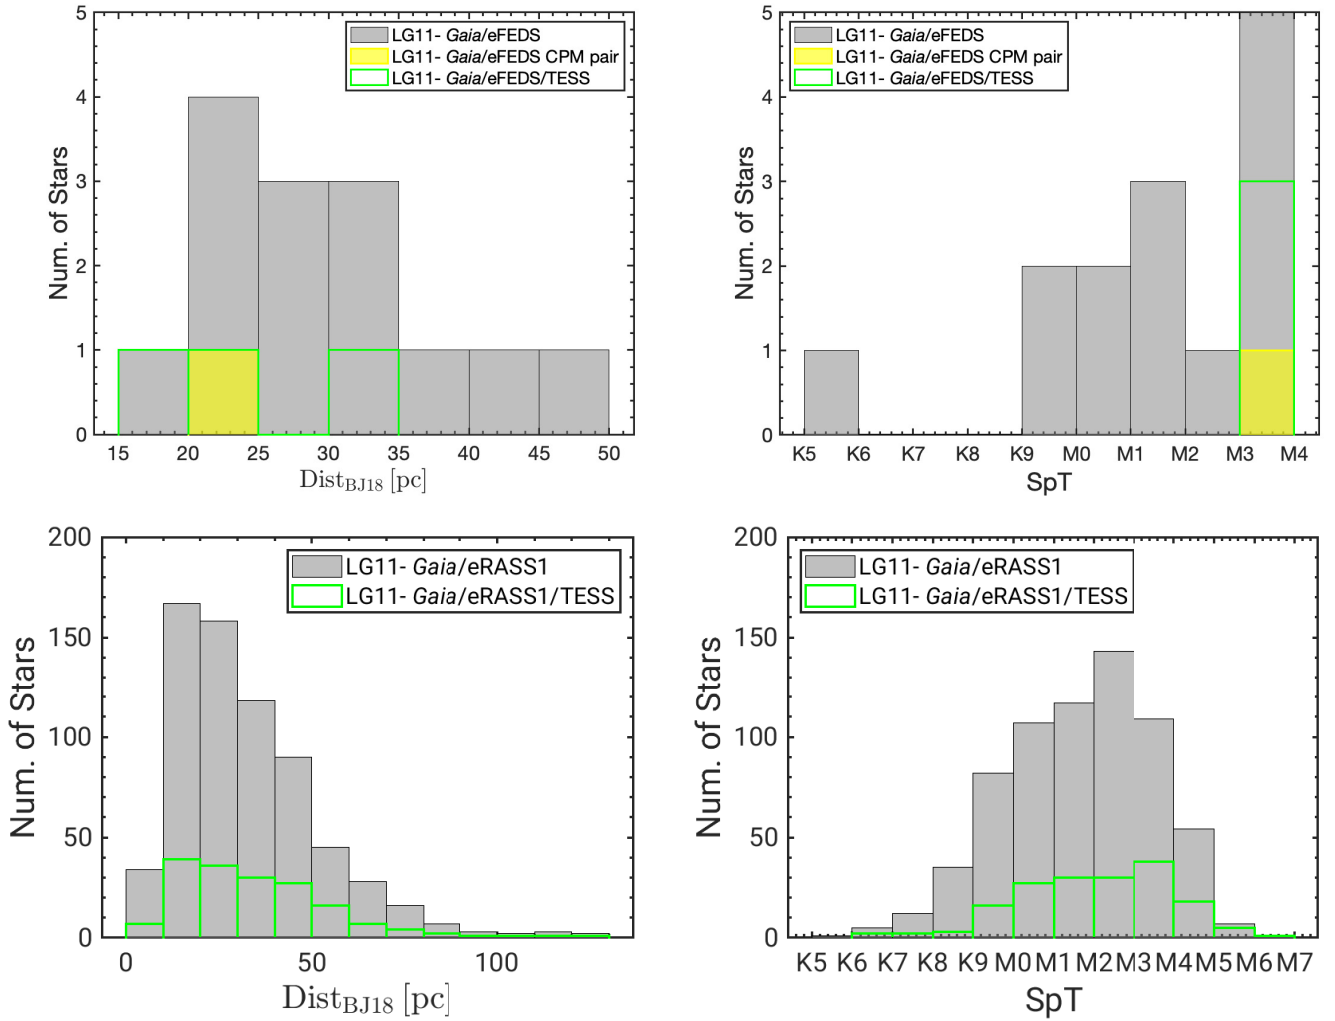 5
4
3
2
1
0
Num. of Stars
LG11- Gaia/eFEDS
LG11- Gaia/eFEDS CPM pair
LG11- Gaia/eFEDS/TESS
15 20 25 30 35 40 45 50
DistBJ18 [pc]
5
4
3
2
1
0
Num. of Stars
LG11- Gaia/eFEDS
LG11- Gaia/eFEDS CPM pair
LG11- Gaia/eFEDS/TESS
K5 K6 K7 K8 K9 M0 M1 M2 M3 M4
SpT
200
150
100
50
0
Num. of Stars
LG11- Gaia/eRASS1
LG11- Gaia/eRASS1/TESS
0 50 100
DistBJ18 [pc]
200
150
100
50
0
Num. of Stars
LG11- Gaia/eRASS1
LG11- Gaia/eRASS1/TESS
K5 K6 K7 K8 K9 M0 M1 M2 M3 M4 M5 M6 M7
SpT